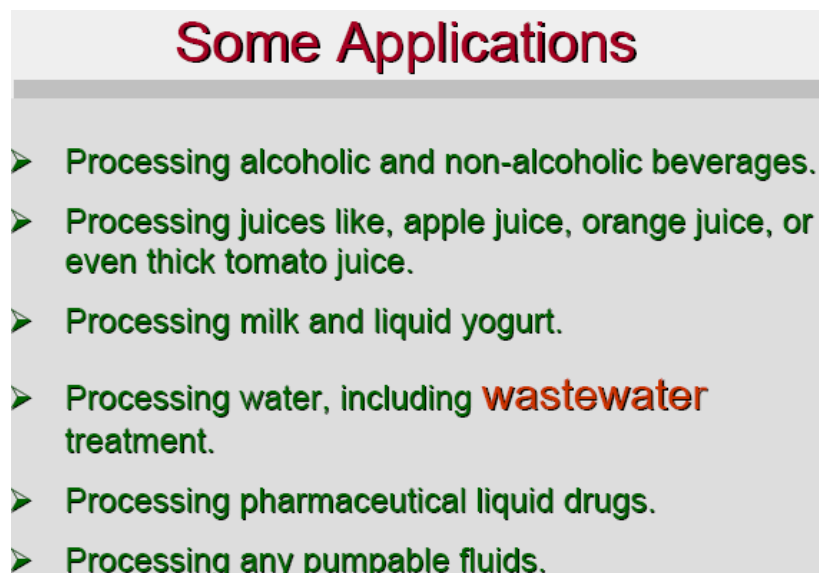 Some Applications
➢ Processing alcoholic and non-alcoholic beverages.
➢ Processing juices like, apple juice, orange juice, or
even thick tomato juice.
➢ Processing milk and liquid yogurt.
➢ Processing water, including wastewater
treatment.
➢ Processing pharmaceutical liquid drugs.
➢ Processing any pumpable fluids.